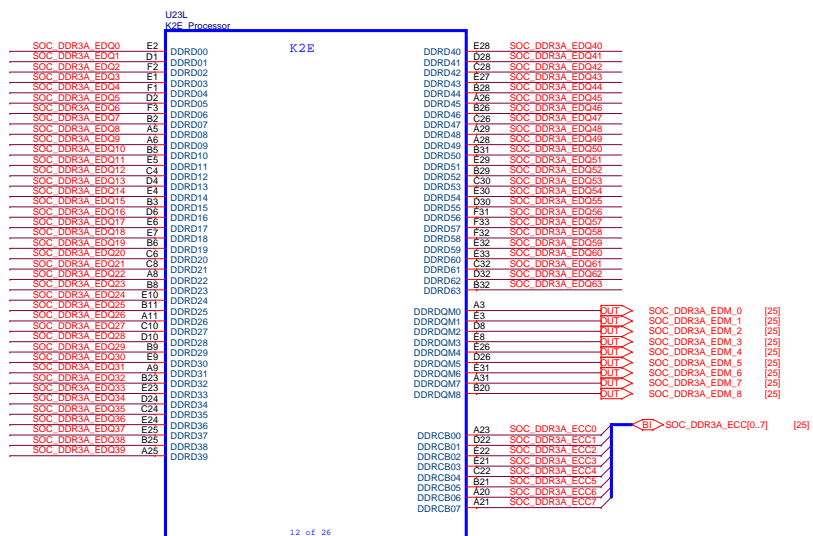 U23L
K2E_Processor
K2E
SOC_DDR3A_EDQ0 E2 DDRD00
SOC_DDR3A_EDQ1 D1 DDRD01
SOC_DDR3A_EDQ2 F2 DDRD02
SOC_DDR3A_EDQ3 E1 DDRD03
SOC_DDR3A_EDQ4 F1 DDRD04
SOC_DDR3A_EDQ5 D2 DDRD05
SOC_DDR3A_EDQ6 F3 DDRD06
SOC_DDR3A_EDQ7 B2 DDRD07
SOC_DDR3A_EDQ8 A5 DDRD08
SOC_DDR3A_EDQ9 A6 DDRD09
SOC_DDR3A_EDQ10 B5 DDRD10
SOC_DDR3A_EDQ11 E5 DDRD11
SOC_DDR3A_EDQ12 C4 DDRD12
SOC_DDR3A_EDQ13 D4 DDRD13
SOC_DDR3A_EDQ14 E4 DDRD14
SOC_DDR3A_EDQ15 B3 DDRD15
SOC_DDR3A_EDQ16 D6 DDRD16
SOC_DDR3A_EDQ17 E6 DDRD17
SOC_DDR3A_EDQ18 E7 DDRD18
SOC_DDR3A_EDQ19 B6 DDRD19
SOC_DDR3A_EDQ20 C6 DDRD20
SOC_DDR3A_EDQ21 C8 DDRD21
SOC_DDR3A_EDQ22 A8 DDRD22
SOC_DDR3A_EDQ23 B8 DDRD23
SOC_DDR3A_EDQ24 E10 DDRD24
SOC_DDR3A_EDQ25 B11 DDRD25
SOC_DDR3A_EDQ26 A11 DDRD26
SOC_DDR3A_EDQ27 C10 DDRD27
SOC_DDR3A_EDQ28 D10 DDRD28
SOC_DDR3A_EDQ29 B9 DDRD29
SOC_DDR3A_EDQ30 E9 DDRD30
SOC_DDR3A_EDQ31 A9 DDRD31
SOC_DDR3A_EDQ32 B23 DDRD32
SOC_DDR3A_EDQ33 E23 DDRD33
SOC_DDR3A_EDQ34 D24 DDRD34
SOC_DDR3A_EDQ35 C24 DDRD35
SOC_DDR3A_EDQ36 E24 DDRD36
SOC_DDR3A_EDQ37 E25 DDRD37
SOC_DDR3A_EDQ38 B25 DDRD38
SOC_DDR3A_EDQ39 A25 DDRD39
DDRD40 E28 SOC_DDR3A_EDQ40
DDRD41 D28 SOC_DDR3A_EDQ41
DDRD42 C28 SOC_DDR3A_EDQ42
DDRD43 E27 SOC_DDR3A_EDQ43
DDRD44 B28 SOC_DDR3A_EDQ44
DDRD45 A26 SOC_DDR3A_EDQ45
DDRD46 B26 SOC_DDR3A_EDQ46
DDRD47 C26 SOC_DDR3A_EDQ47
DDRD48 A29 SOC_DDR3A_EDQ48
DDRD49 A28 SOC_DDR3A_EDQ49
DDRD50 B31 SOC_DDR3A_EDQ50
DDRD51 E29 SOC_DDR3A_EDQ51
DDRD52 B29 SOC_DDR3A_EDQ52
DDRD53 C30 SOC_DDR3A_EDQ53
DDRD54 E30 SOC_DDR3A_EDQ54
DDRD55 D30 SOC_DDR3A_EDQ55
DDRD56 F31 SOC_DDR3A_EDQ56
DDRD57 F33 SOC_DDR3A_EDQ57
DDRD58 F32 SOC_DDR3A_EDQ58
DDRD59 E32 SOC_DDR3A_EDQ59
DDRD60 E33 SOC_DDR3A_EDQ60
DDRD61 C32 SOC_DDR3A_EDQ61
DDRD62 D32 SOC_DDR3A_EDQ62
DDRD63 B32 SOC_DDR3A_EDQ63
DDRDQM0 A3 OUT SOC_DDR3A_EDM_0 [25]
DDRDQM1 E3 OUT SOC_DDR3A_EDM_1 [25]
DDRDQM2 D8 OUT SOC_DDR3A_EDM_2 [25]
DDRDQM3 E8 OUT SOC_DDR3A_EDM_3 [25]
DDRDQM4 E26 OUT SOC_DDR3A_EDM_4 [25]
DDRDQM5 D26 OUT SOC_DDR3A_EDM_5 [25]
DDRDQM6 E31 OUT SOC_DDR3A_EDM_6 [25]
DDRDQM7 A31 OUT SOC_DDR3A_EDM_7 [25]
DDRDQM8 B20 OUT SOC_DDR3A_EDM_8 [25]
BI SOC_DDR3A_ECC[0..7] [25]
DDRCB00 A23 SOC_DDR3A_ECC0
DDRCB01 D22 SOC_DDR3A_ECC1
DDRCB02 E22 SOC_DDR3A_ECC2
DDRCB03 E21 SOC_DDR3A_ECC3
DDRCB04 C22 SOC_DDR3A_ECC4
DDRCB05 B21 SOC_DDR3A_ECC5
DDRCB06 A20 SOC_DDR3A_ECC6
DDRCB07 A21 SOC_DDR3A_ECC7
12 of 26